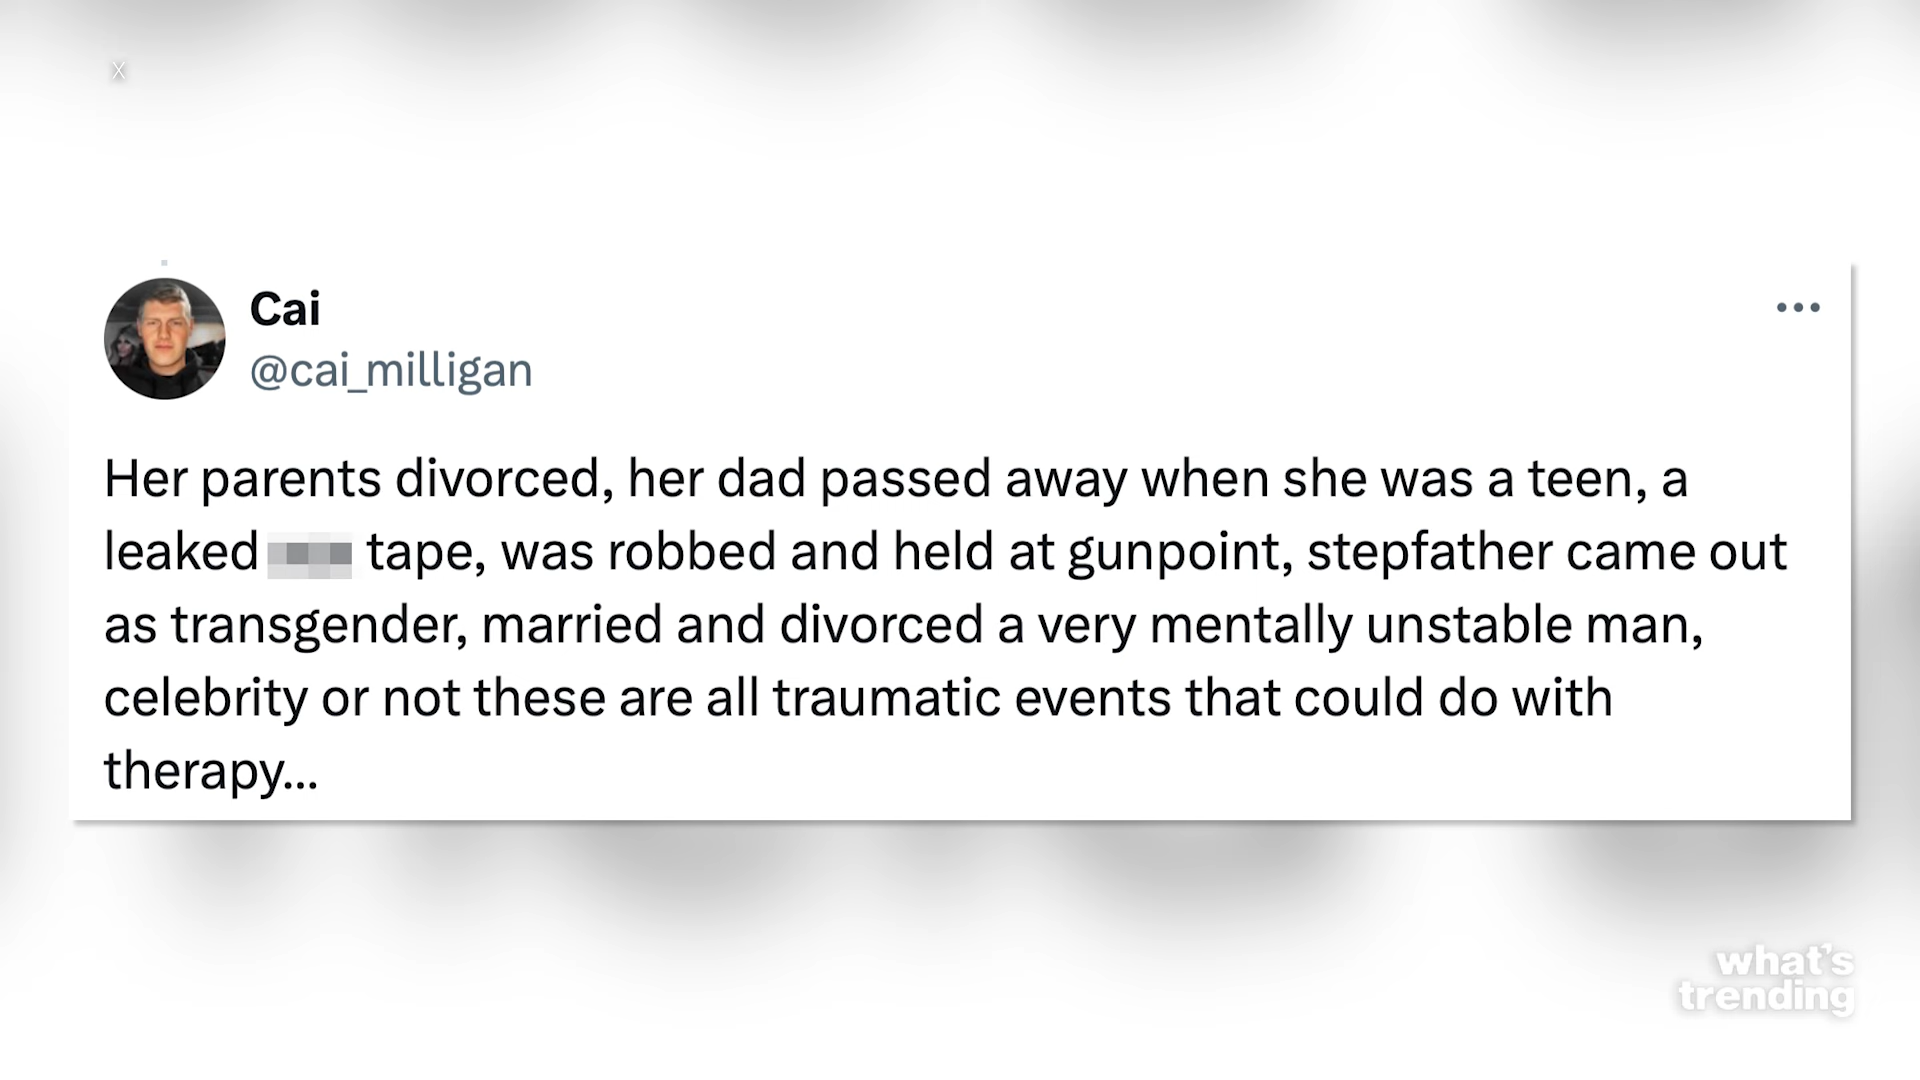 X
Cai
@cai_milligan
Her parents divorced, her dad passed away when she was a teen, a
leaked tape, was robbed and held at gunpoint, stepfather came out
as transgender, married and divorced a very mentally unstable man,
celebrity or not these are all traumatic events that could do with
therapy...
what's
trending